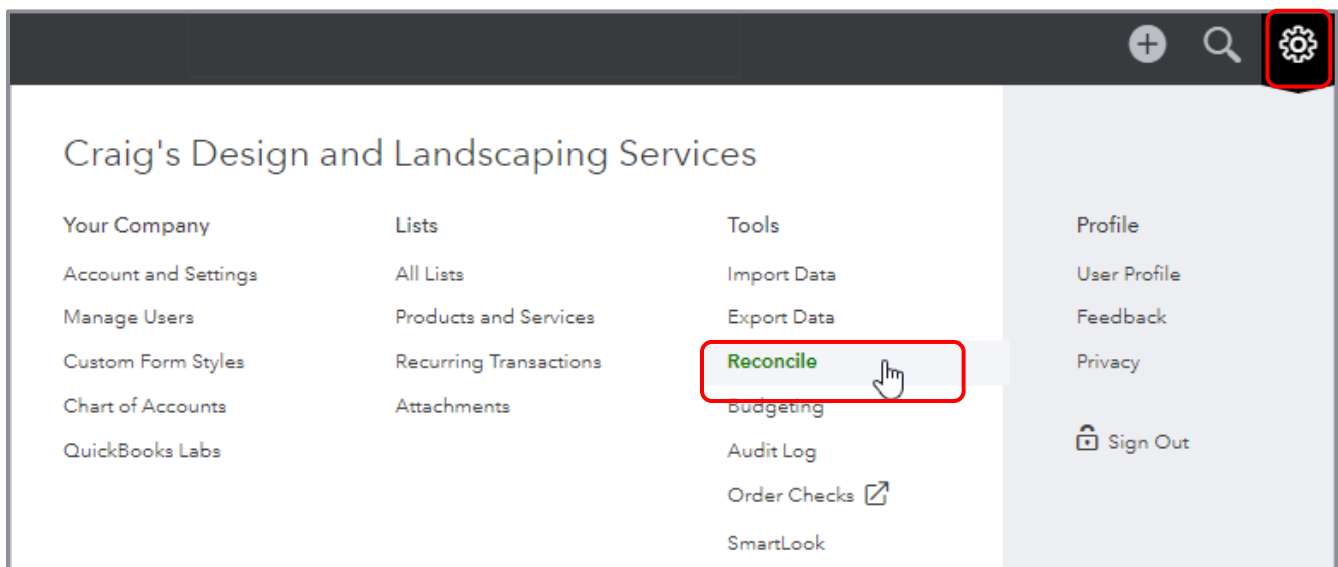 Craig's Design and Landscaping Services
Your Company
Account and Settings
Manage Users
Custom Form Styles
Chart of Accounts
QuickBooks Labs
Lists
All Lists
Products and Services
Recurring Transactions
Attachments
Tools
Import Data
Export Data
Reconcile
Budgeting
Audit Log
Order Checks
SmartLook
Profile
User Profile
Feedback
Privacy
Sign Out